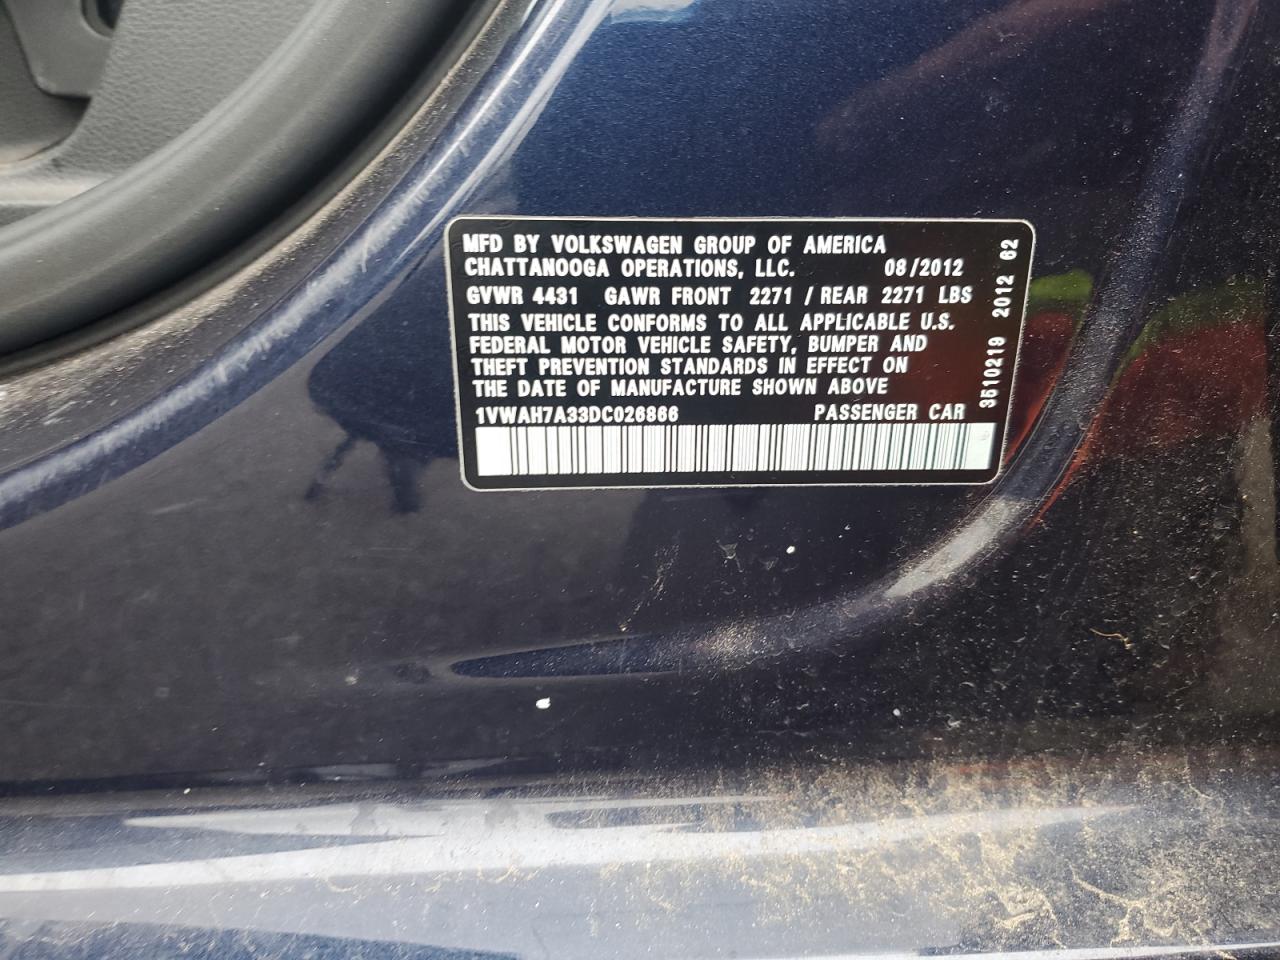 MFD BY VOLKSWAGEN GROUP OF AMERICA
CHATTANOOGA OPERATIONS, LLC. 08/2012
GVWR 4431 GAWR FRONT 2271 / REAR 2271 LBS
THIS VEHICLE CONFORMS TO ALL APPLICABLE U.S.
FEDERAL MOTOR VEHICLE SAFETY, BUMPER AND
THEFT PREVENTION STANDARDS IN EFFECT ON
THE DATE OF MANUFACTURE SHOWN ABOVE
1VWAH7A33DC026866 PASSENGER CAR
3510219 2012 62